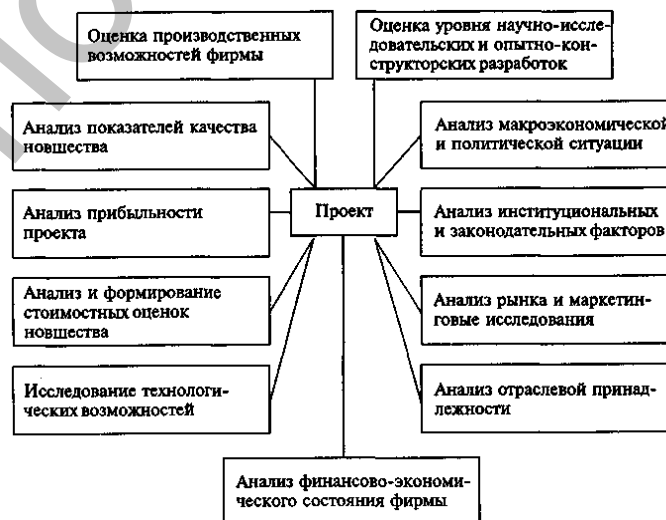 Оценка производственных
возможностей фирмы
Оценка уровня научно-иссле-
довательских и опытно-кон-
структорских разработок
Анализ показателей качества
новшества
Анализ макроэкономической
и политической ситуации
Анализ прибыльности
проекта
Проект
Анализ институциональных
и законодательных факторов
Анализ и формирование
стоимостных оценок
новшества
Анализ рынка и маркетин-
говые исследования
Исследование технологи-
ческих возможностей
Анализ отраслевой принад-
лежности
Анализ финансово-экономи-
ческого состояния фирмы